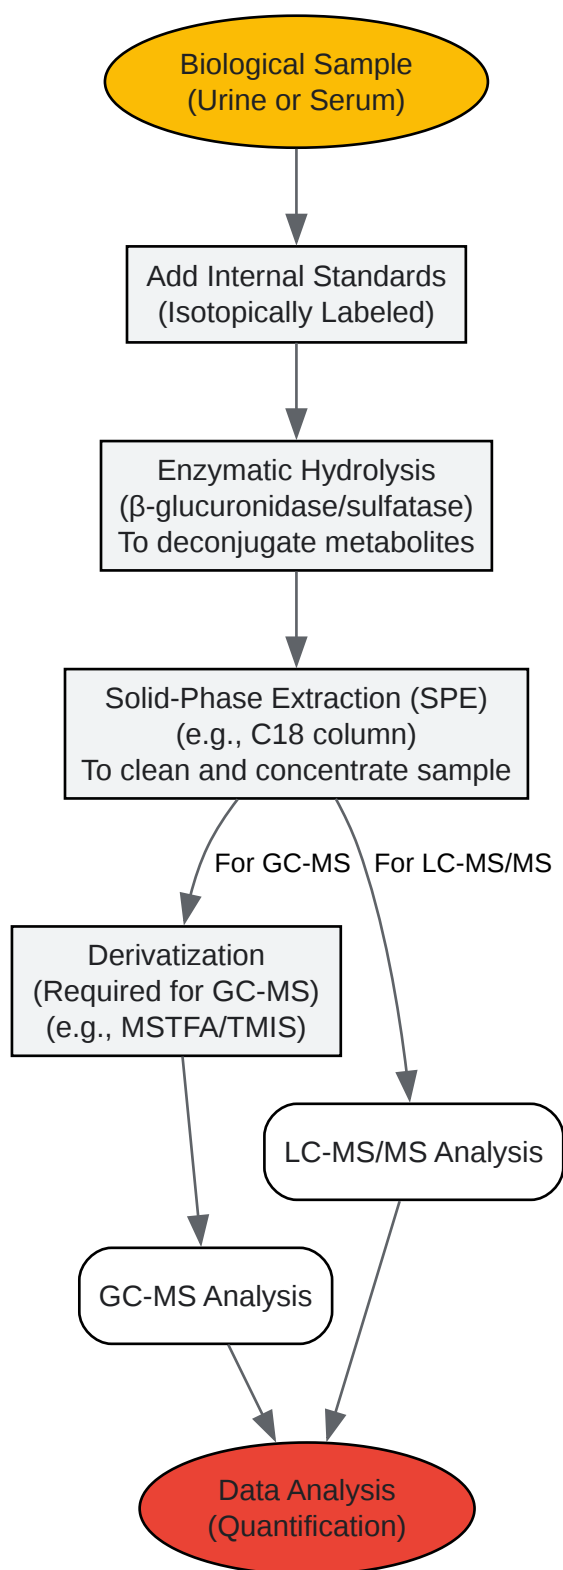 Biological Sample
(Urine or Serum)
Add Internal Standards
(Isotopically Labeled)
Enzymatic Hydrolysis
(β-glucuronidase/sulfatase)
To deconjugate metabolites
Solid-Phase Extraction (SPE)
(e.g., C18 column)
To clean and concentrate sample
For GC-MS
For LC-MS/MS
Derivatization
(Required for GC-MS)
(e.g., MSTFA/TMIS)
LC-MS/MS Analysis
GC-MS Analysis
Data Analysis
(Quantification)